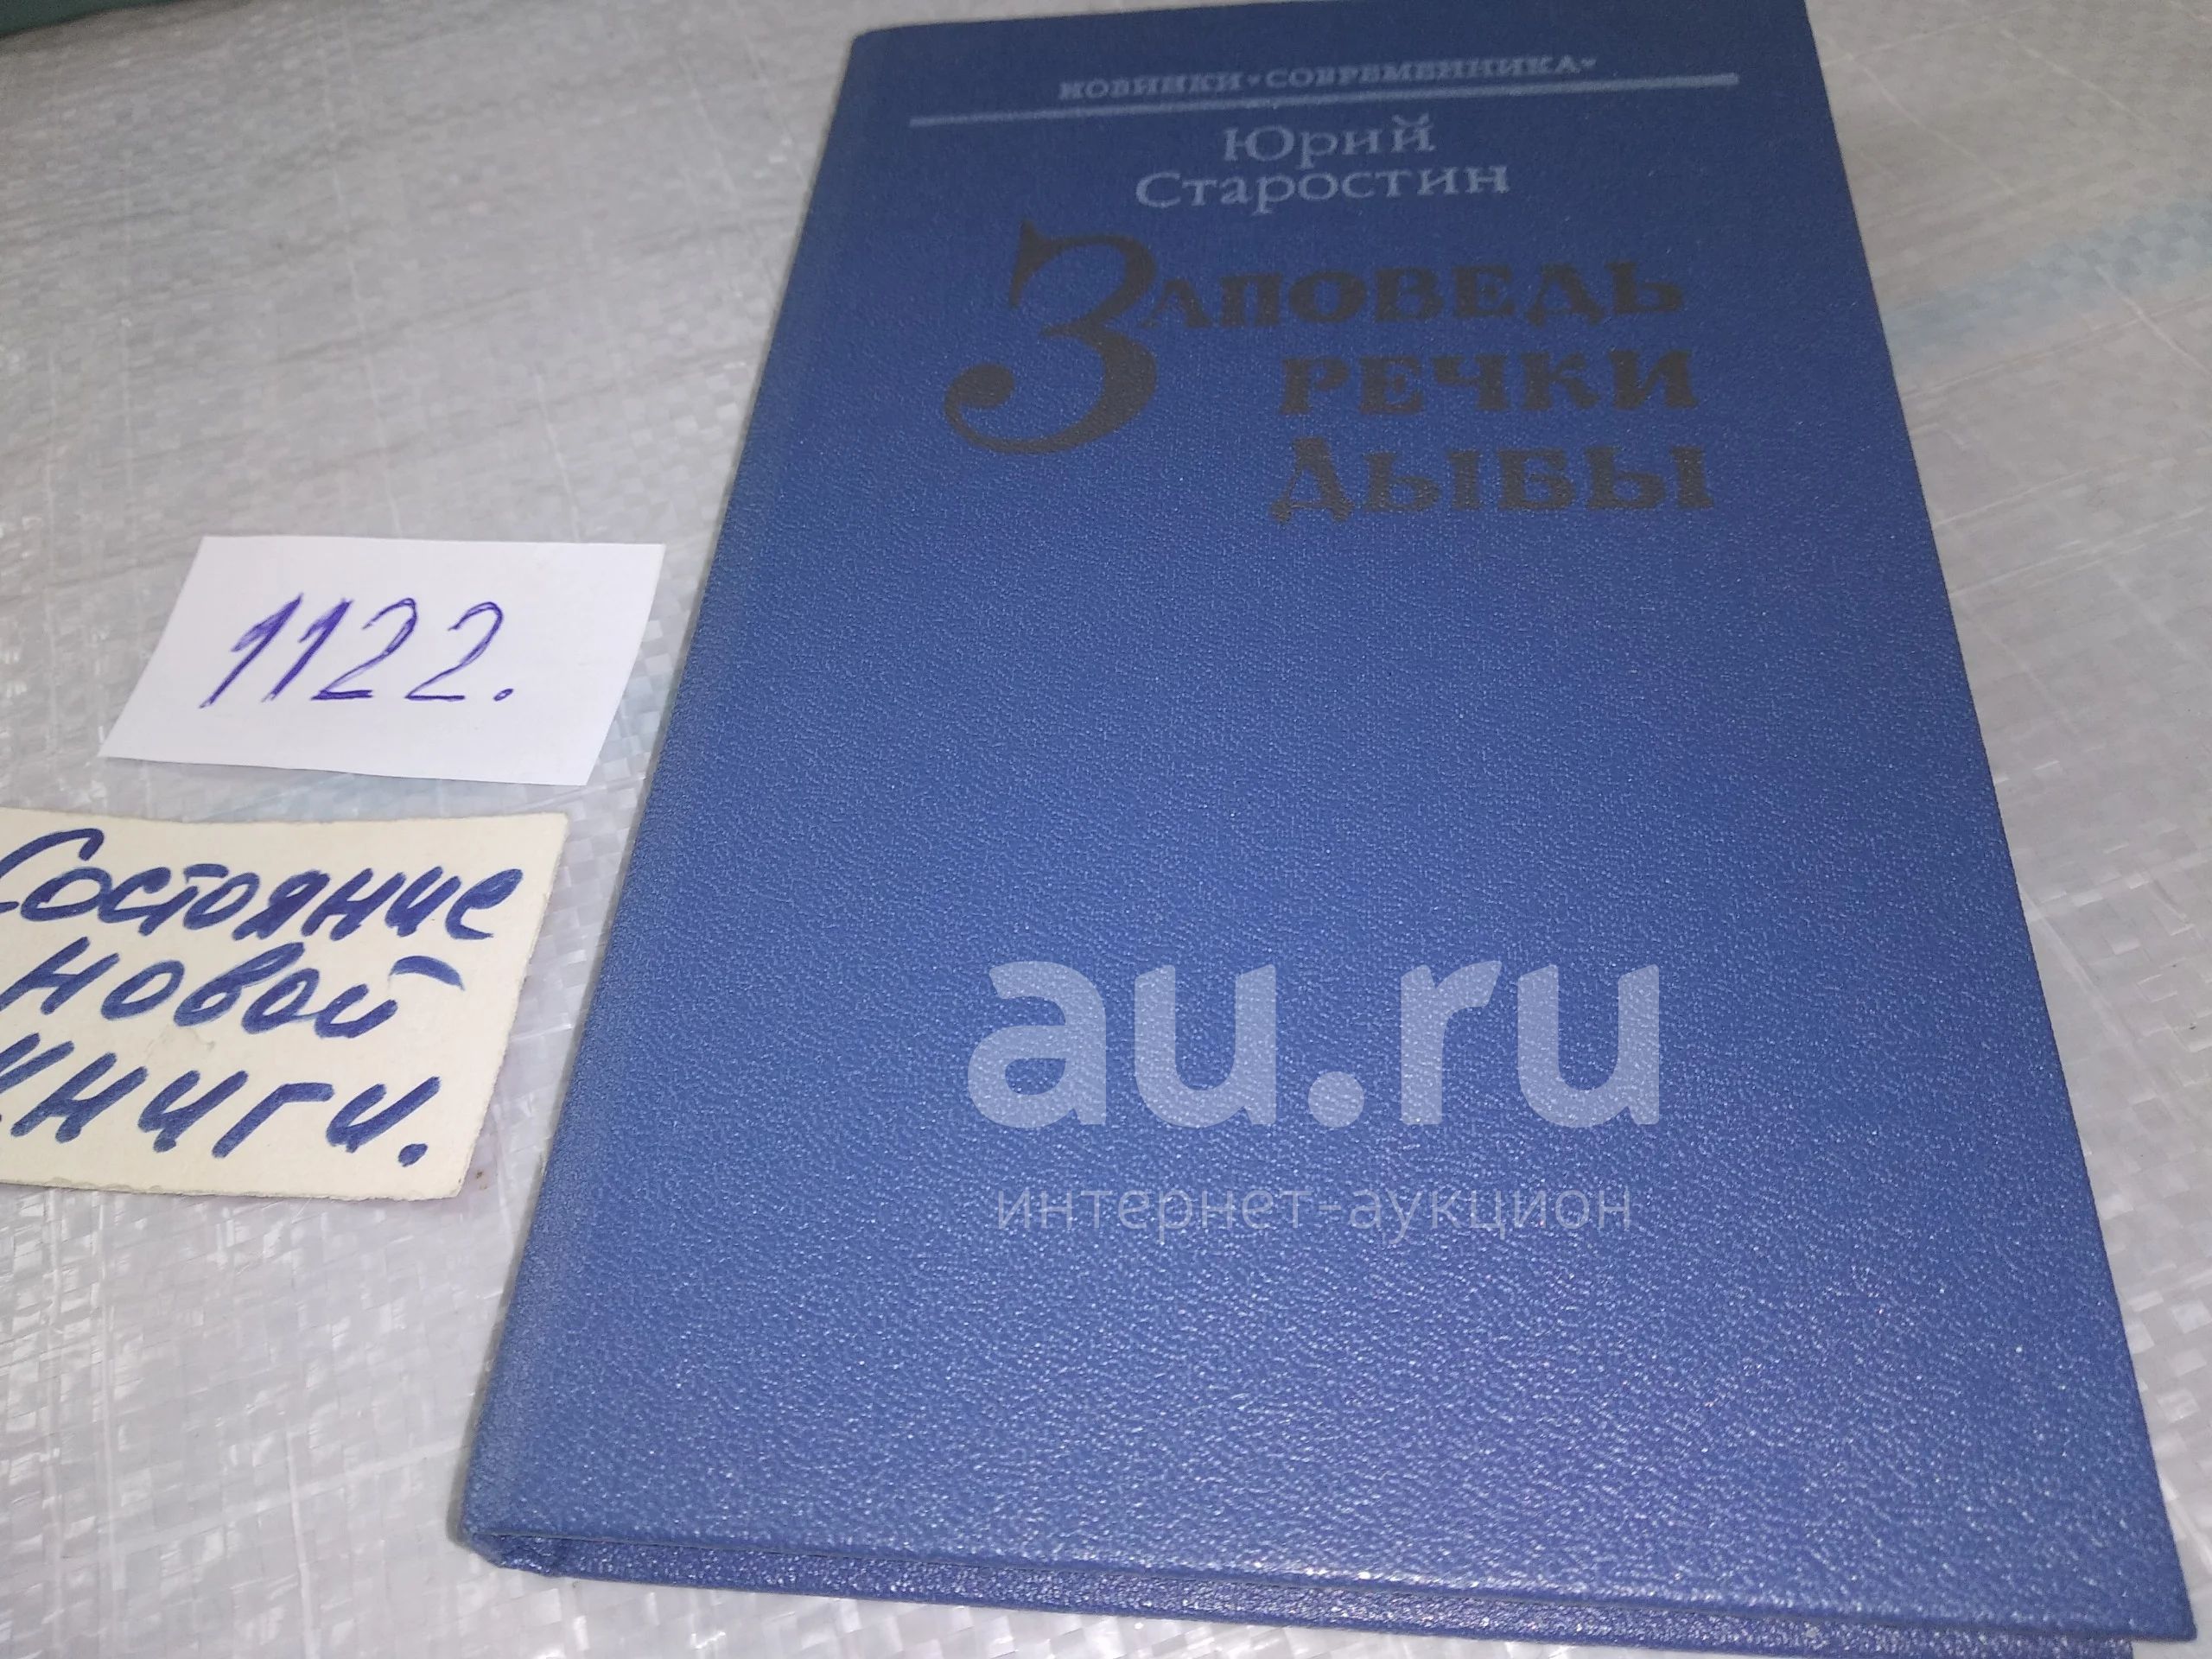 НОВИНКИ «СОВРЕМЕННИКА»
Юрий
Старостин
ЗАПОВЕДЬ
РЕЧКИ
ДЫБЫ
1122.
Состояние
новой
книги.
au.ru
интернет-аукцион